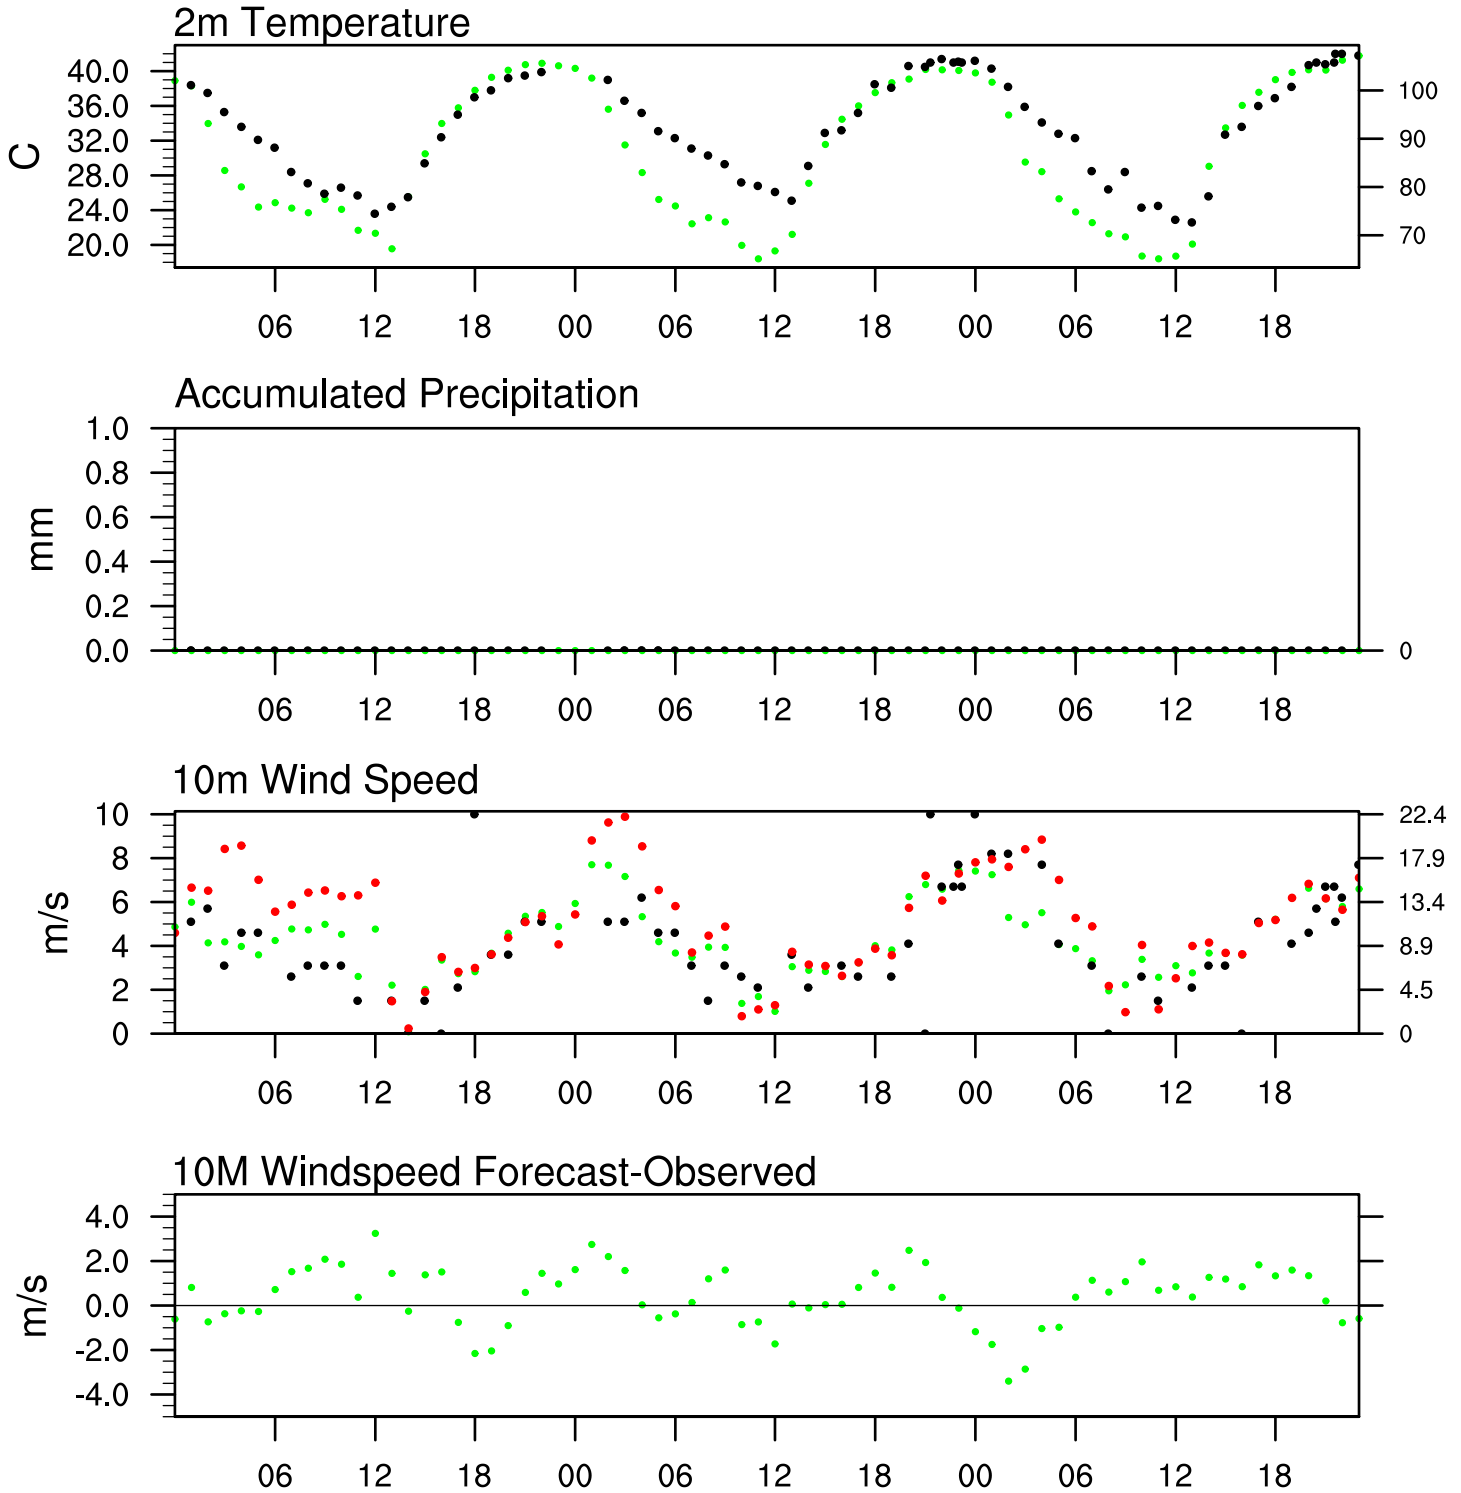 2m Temperature
40.0
36.0
32.0
28.0
24.0
20.0
C
100
90
80
70
06 12 18 00 06 12 18 00 06 12 18
Accumulated Precipitation
1.0
0.8
0.6
0.4
0.2
0.0
mm
0
06 12 18 00 06 12 18 00 06 12 18
10m Wind Speed
10
8
6
4
2
0
m/s
22.4
17.9
13.4
8.9
4.5
0
06 12 18 00 06 12 18 00 06 12 18
10M Windspeed Forecast-Observed
4.0
2.0
0.0
-2.0
-4.0
m/s
06 12 18 00 06 12 18 00 06 12 18